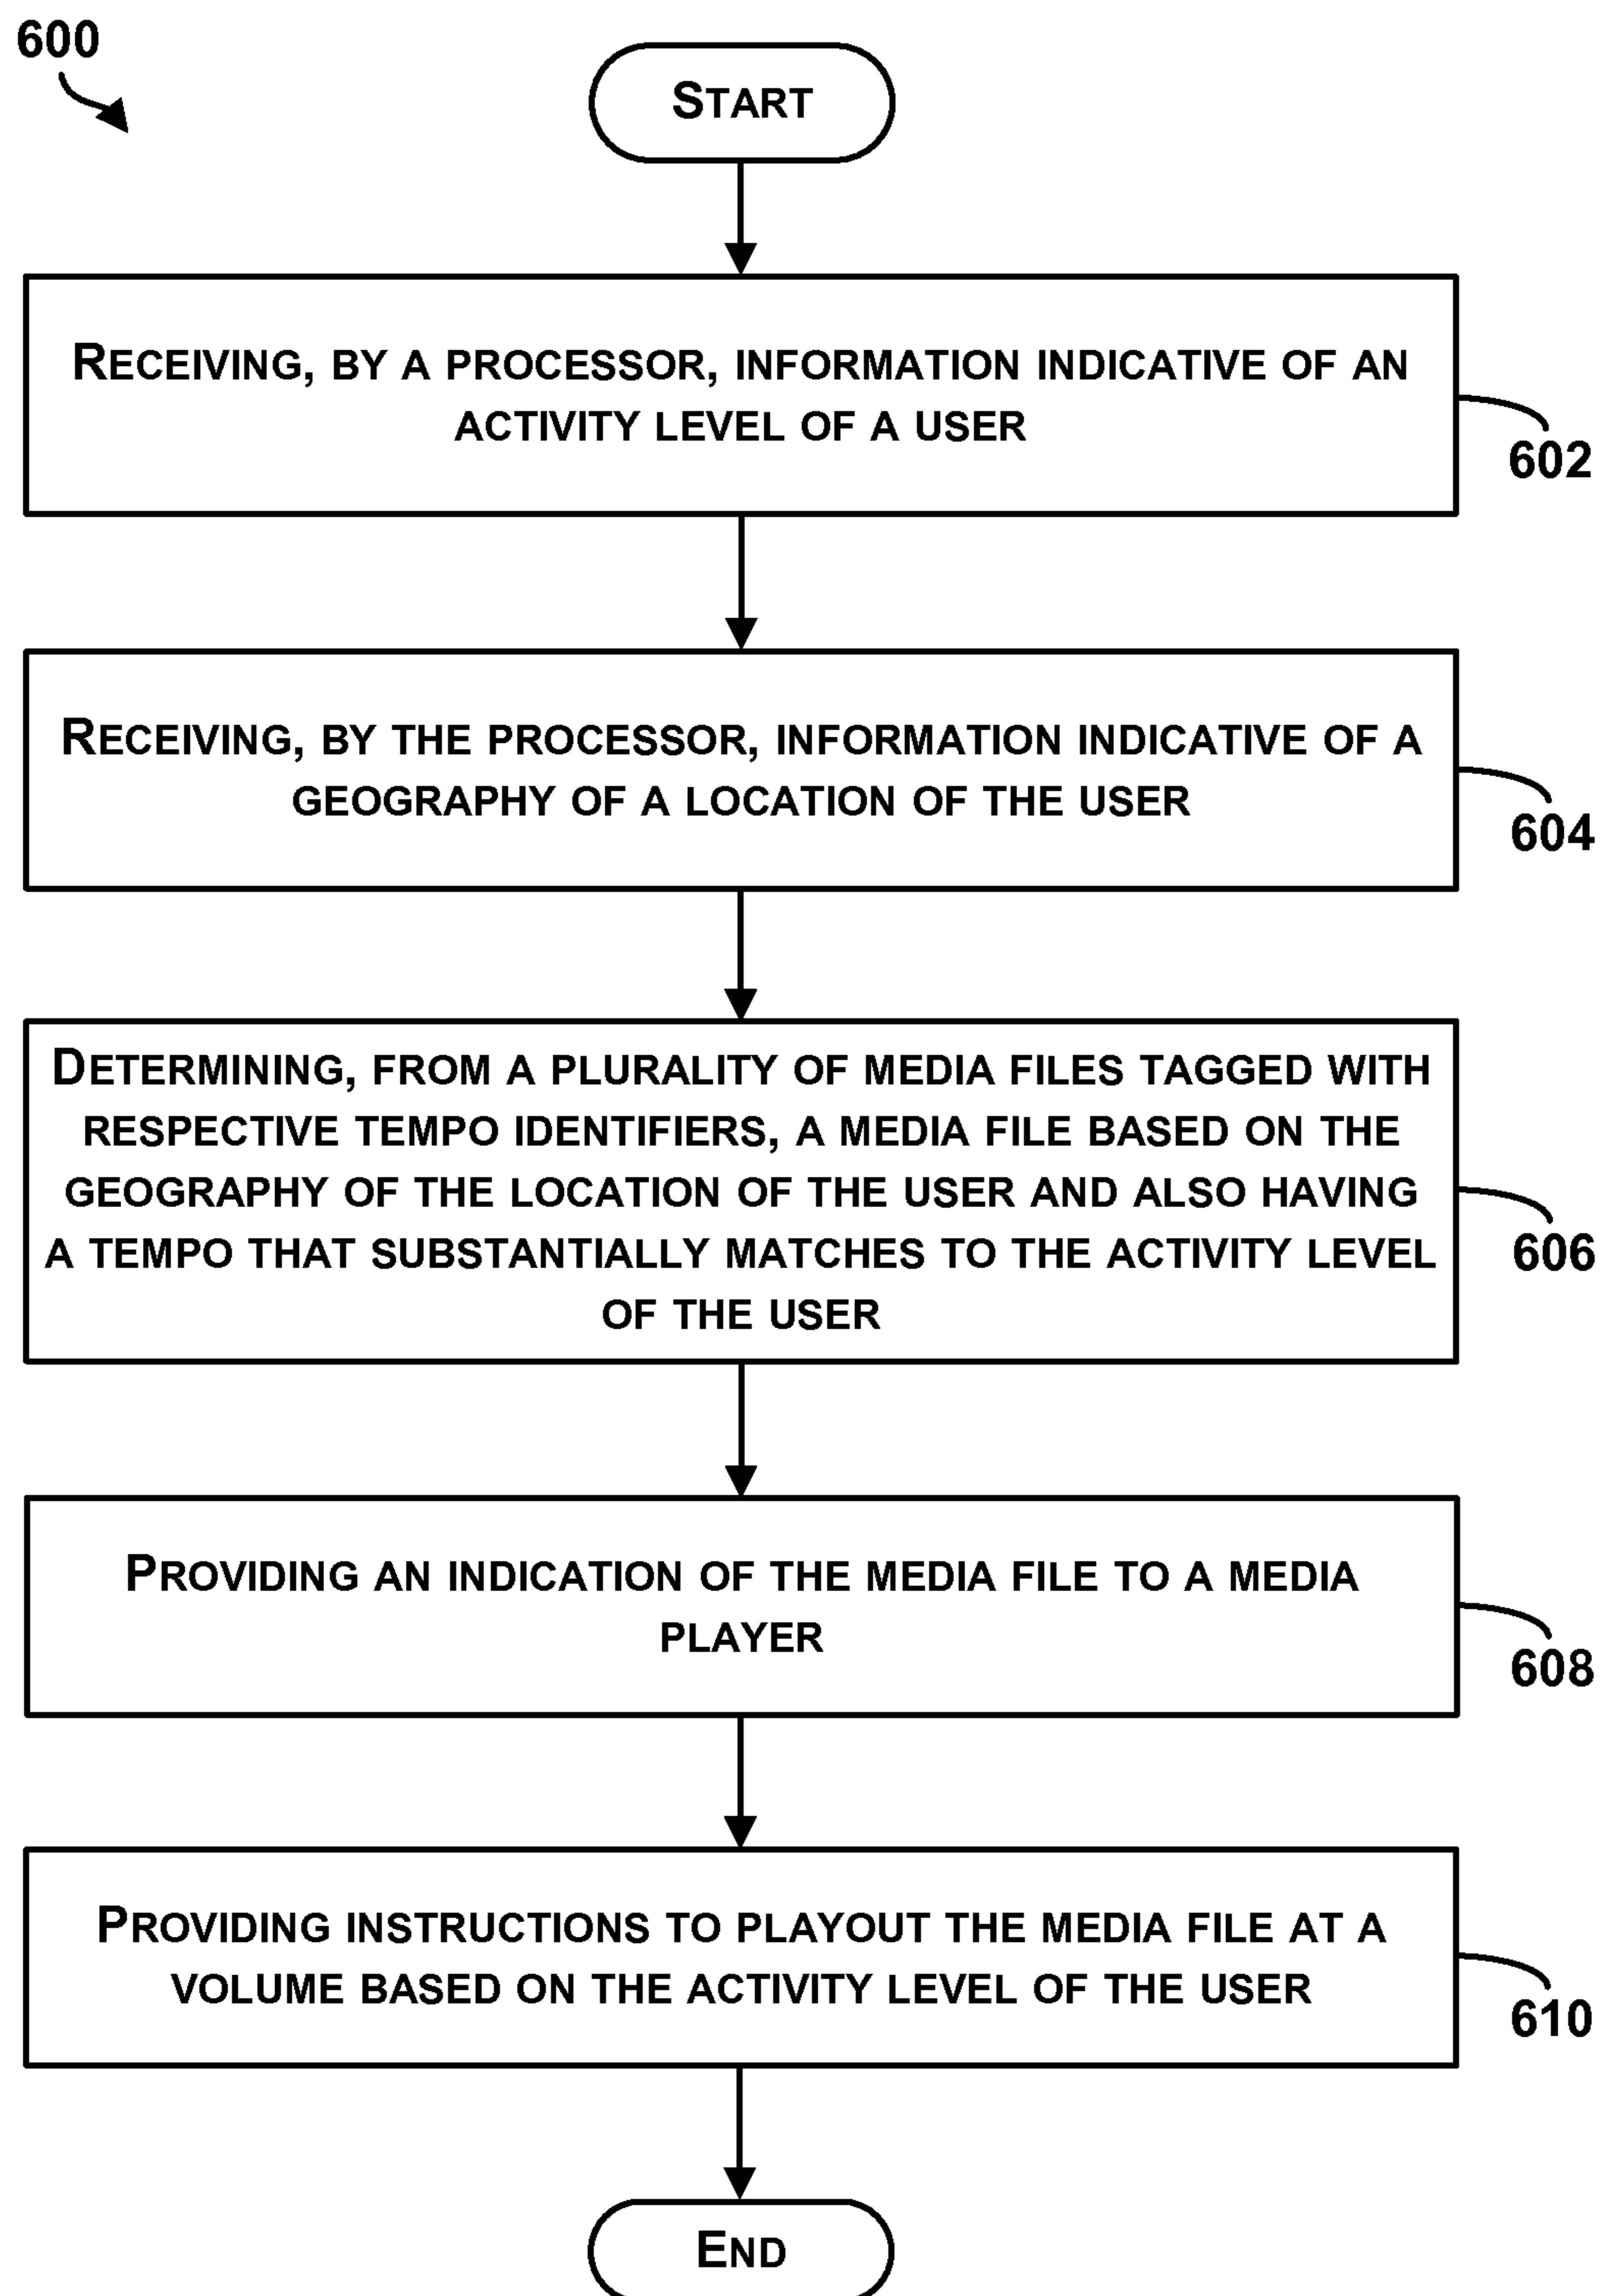 600
START
RECEIVING, BY A PROCESSOR, INFORMATION INDICATIVE OF AN
ACTIVITY LEVEL OF A USER
602
RECEIVING, BY THE PROCESSOR, INFORMATION INDICATIVE OF A
GEOGRAPHY OF A LOCATION OF THE USER
604
DETERMINING, FROM A PLURALITY OF MEDIA FILES TAGGED WITH
RESPECTIVE TEMPO IDENTIFIERS, A MEDIA FILE BASED ON THE
GEOGRAPHY OF THE LOCATION OF THE USER AND ALSO HAVING
A TEMPO THAT SUBSTANTIALLY MATCHES TO THE ACTIVITY LEVEL
OF THE USER
606
PROVIDING AN INDICATION OF THE MEDIA FILE TO A MEDIA
PLAYER
608
PROVIDING INSTRUCTIONS TO PLAYOUT THE MEDIA FILE AT A
VOLUME BASED ON THE ACTIVITY LEVEL OF THE USER
610
END